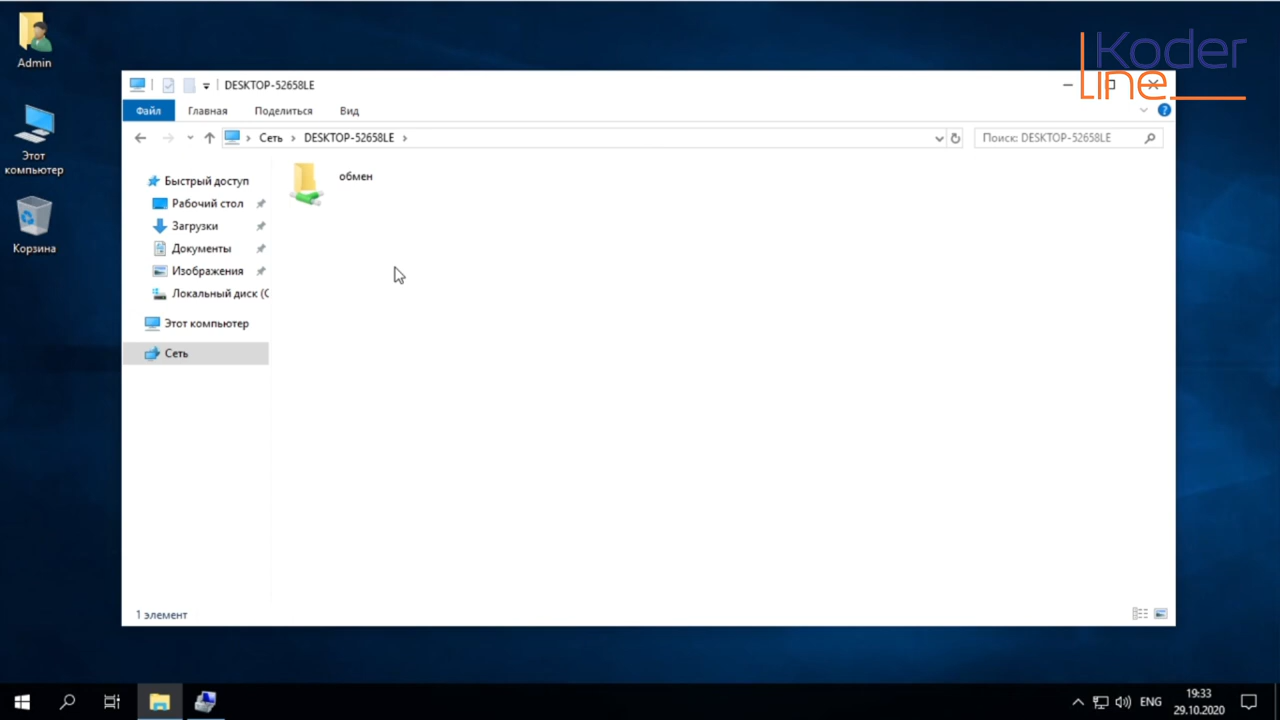 Admin
Этот
компьютер
Корзина
Koder
Line
DESKTOP-52658LE
Файл
Главная
Поделиться
Вид
Сеть
DESKTOP-52658LE
Поиск: DESKTOP-52658LE
Быстрый доступ
Рабочий стол
Загрузки
Документы
Изображения
Локальный диск (C
Этот компьютер
Сеть
обмен
1 элемент
ENG
19:33
29.10.2020